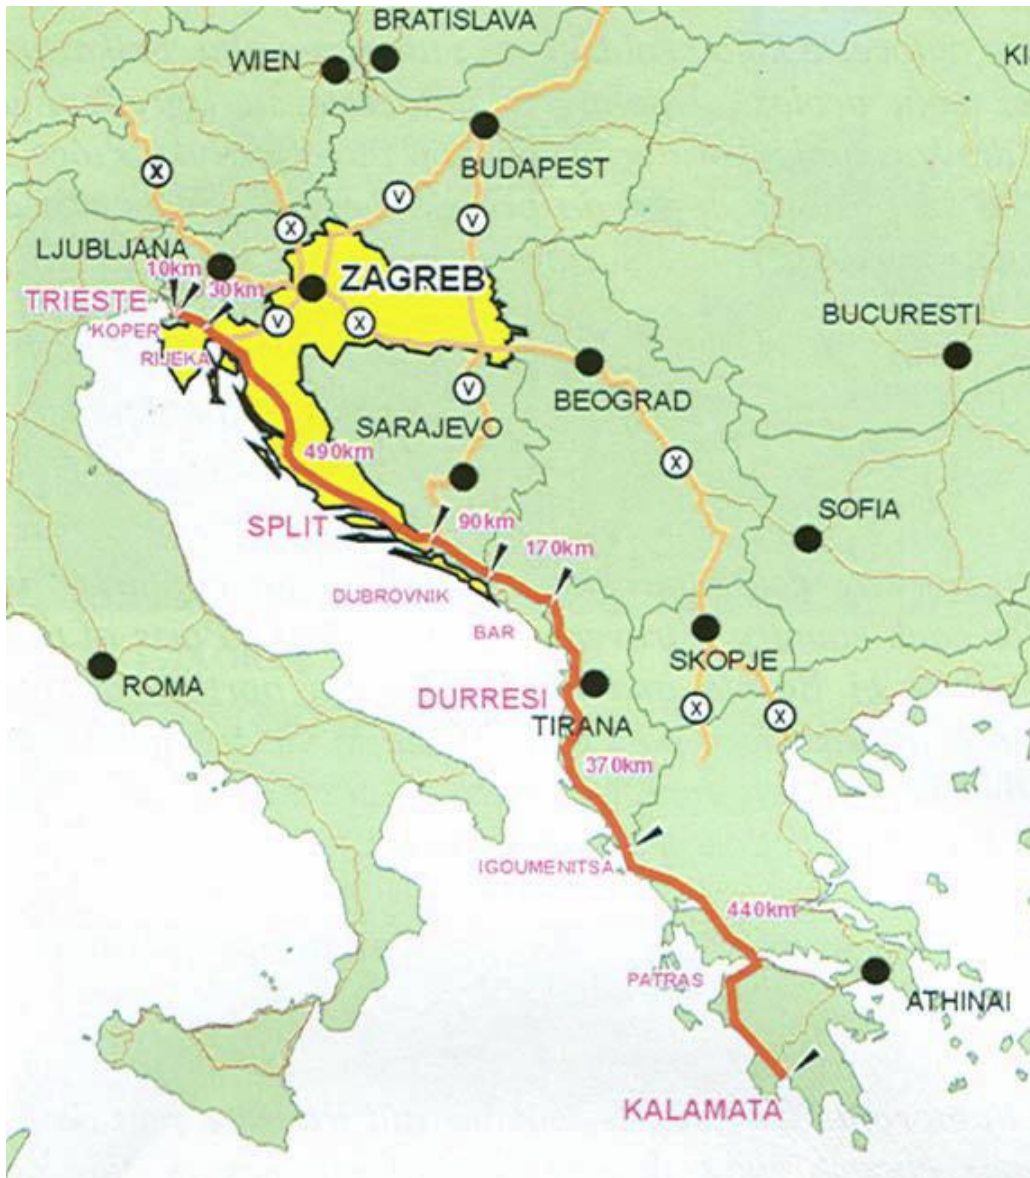 BRATISLAVA
WIEN
KI
BUDAPEST
X
V
X
V
LJUBLJANA
10km
30km
ZAGREB
TRIESTE
KOPER
RIJEKA
V
X
BUCURESTI
BEOGRAD
V
SARAJEVO
490km
X
SPLIT
90km
SOFIA
170km
DUBROVNIK
BAR
SKOPJE
ROMA
DURRESI
TIRANA
X
X
370km
IGOUMENITSA
440km
PATRAS
ATHINAI
KALAMATA